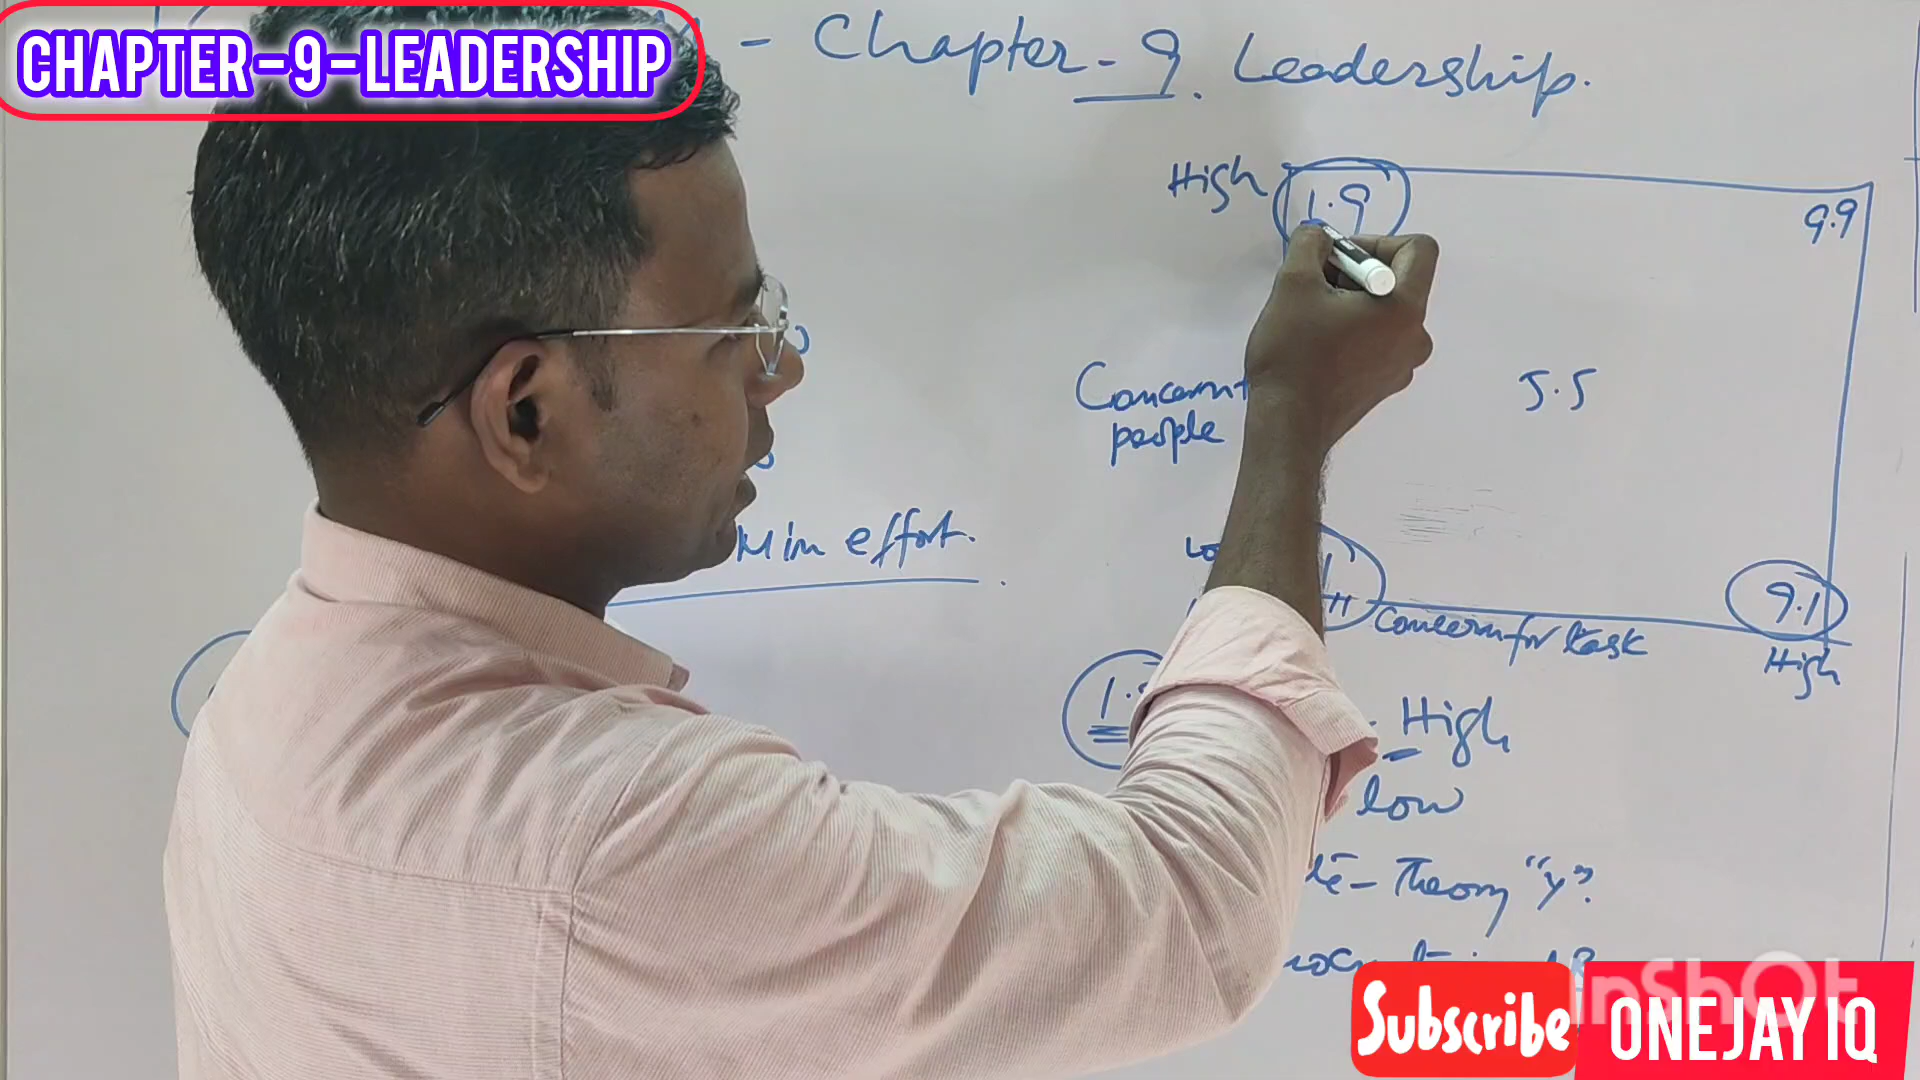 CHAPTER-9-LEADERSHIP
- Chapter-9. Leadership.
High
1.9
9.9
5.5
people
Min effort.
9.1
Concern for task
High
High
low
- Theory "Y".
Subscribe
ONEJAY IQ
InShOt